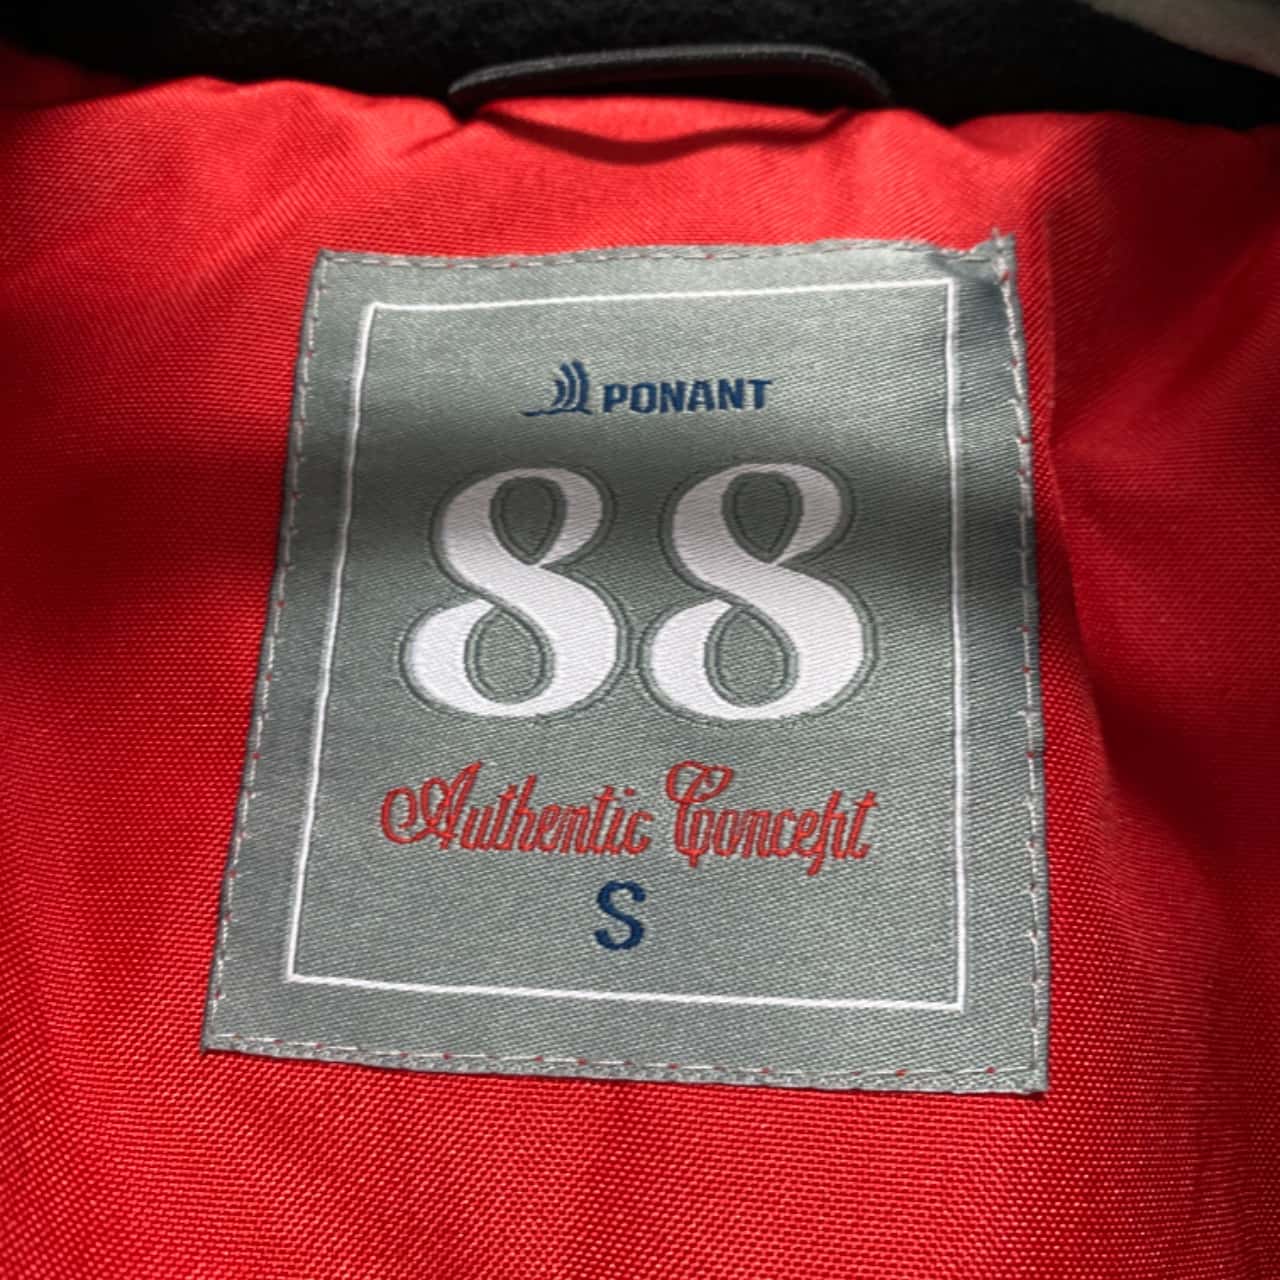 PONANT
88
Authentic Concept
S